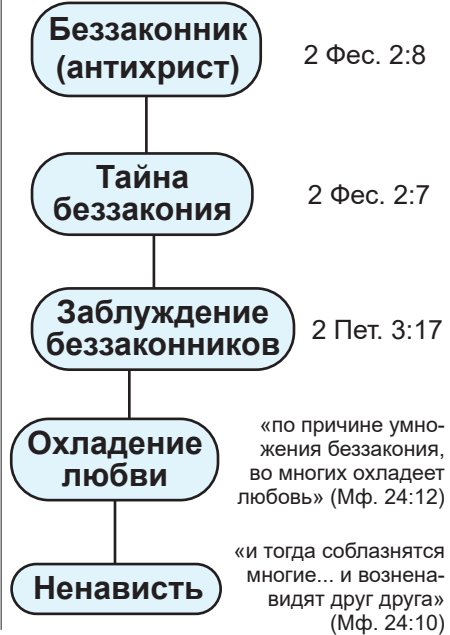 Беззаконник
(антихрист)
2 Фес. 2:8
Тайна
беззакония
2 Фес. 2:7
Заблуждение
беззаконников
2 Пет. 3:17
Охладение
любви
«по причине умно-
жения беззакония,
во многих охладеет
любовь» (Мф. 24:12)
Ненависть
«и тогда соблазнятся
многие... и возне­на-
видят друг друга»
(Мф. 24:10)